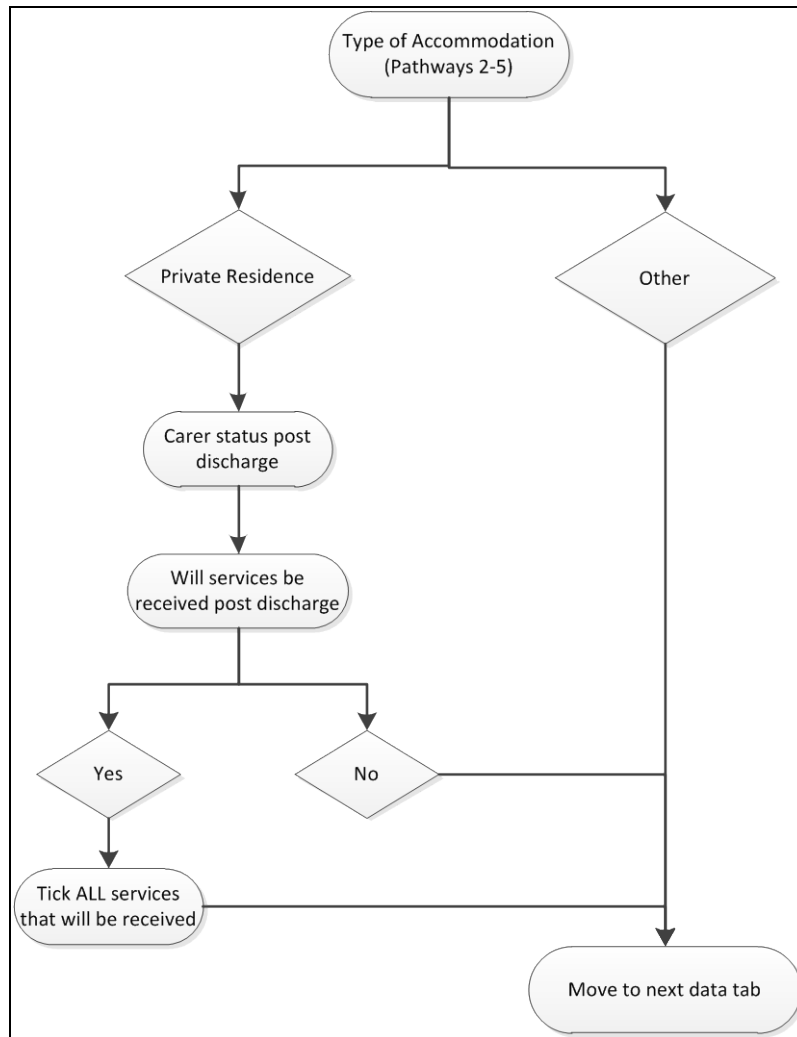 Type of Accommodation
(Pathways 2-5)
Private Residence
Other
Carer status post
discharge
Will services be
received post discharge
Yes
No
Tick ALL services
that will be received
Move to next data tab